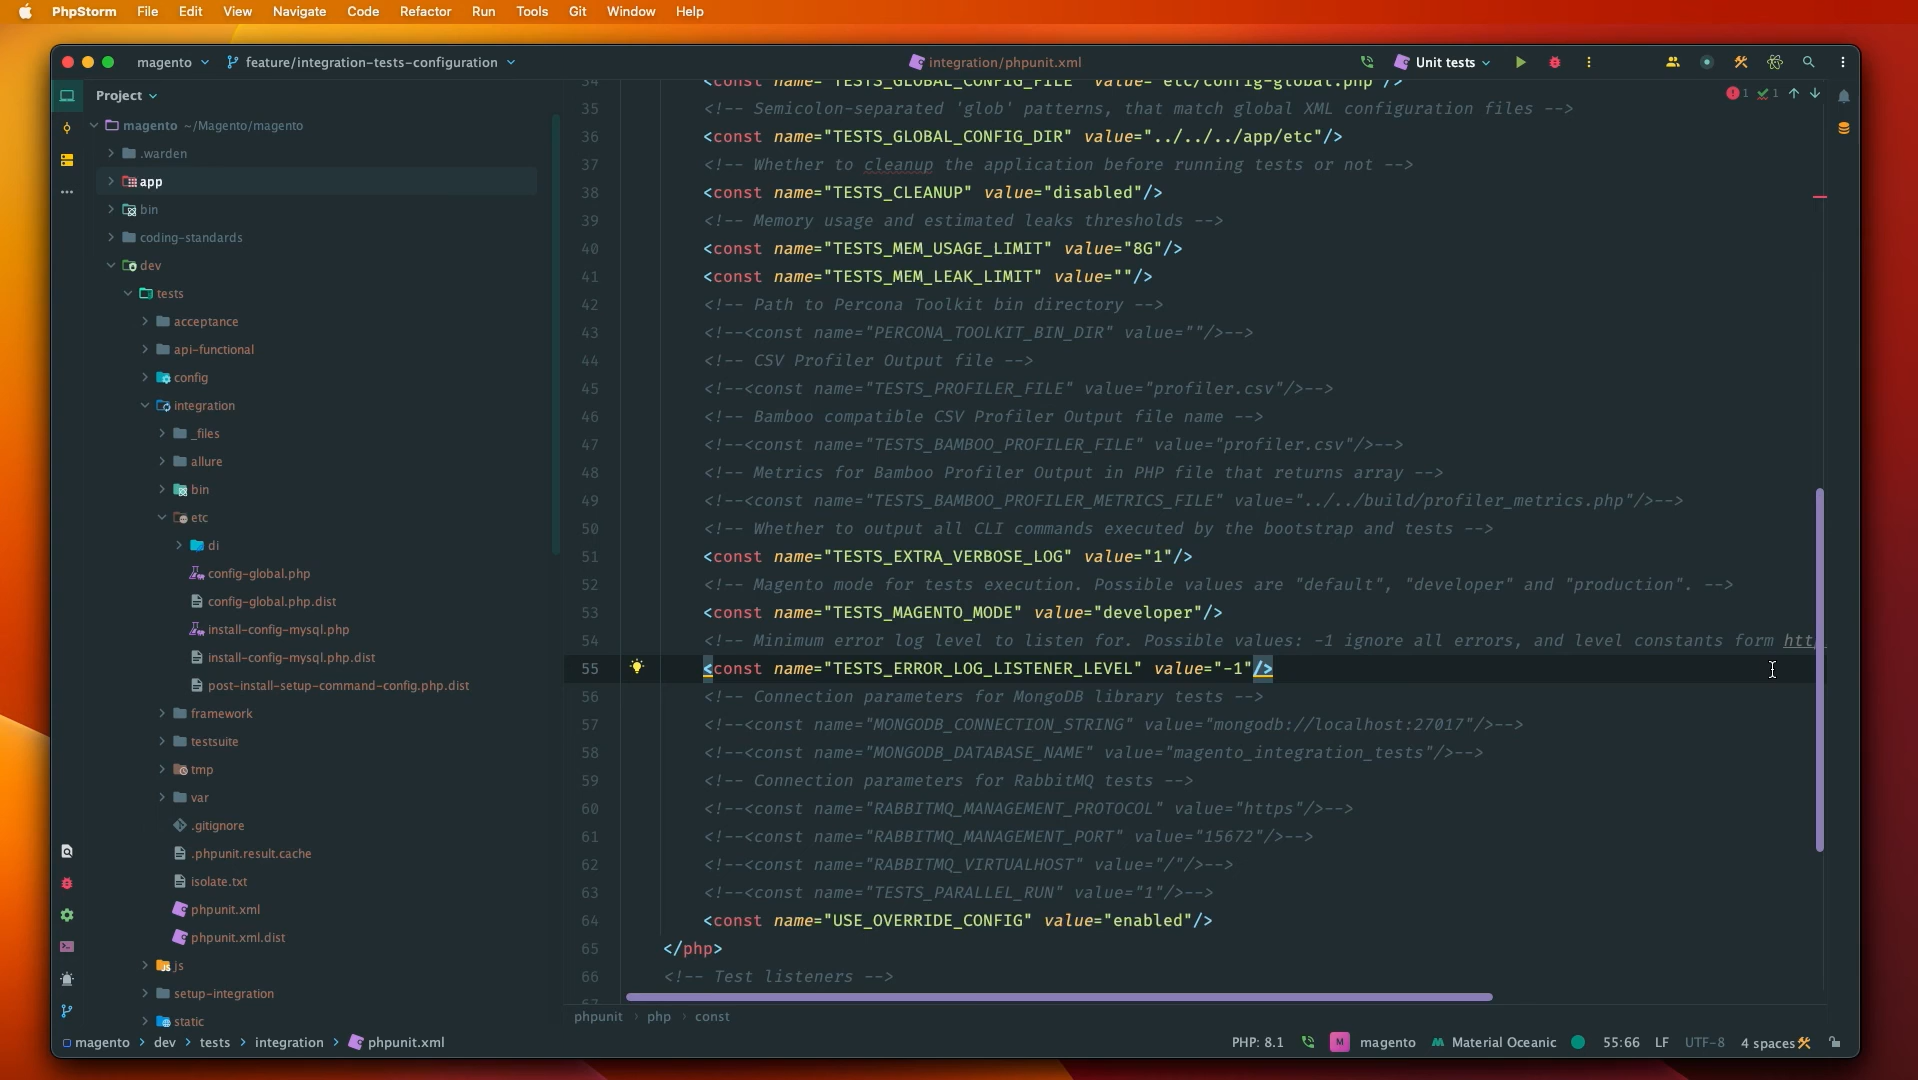 PhpStorm File Edit View Navigate Code Refactor Run Tools Git Window Help
magento feature/integration-tests-configuration integration/phpunit.xml Unit tests
Project
magento ~/Magento/magento
.warden
app
bin
coding-standards
dev
tests
acceptance
api-functional
config
integration
_files
allure
bin
etc
di
config-global.php
config-global.php.dist
install-config-mysql.php
install-config-mysql.php.dist
post-install-setup-command-config.php.dist
framework
testsuite
tmp
var
.gitignore
.phpunit.result.cache
isolate.txt
phpunit.xml
phpunit.xml.dist
js
setup-integration
static
1 1
34 <const name="TESTS_GLOBAL_CONFIG_FILE" value="etc/config-global.php"/>
35 <!-- Semicolon-separated 'glob' patterns, that match global XML configuration files -->
36 <const name="TESTS_GLOBAL_CONFIG_DIR" value="../../../app/etc"/>
37 <!-- Whether to cleanup the application before running tests or not -->
38 <const name="TESTS_CLEANUP" value="disabled"/>
39 <!-- Memory usage and estimated leaks thresholds -->
40 <const name="TESTS_MEM_USAGE_LIMIT" value="8G"/>
41 <const name="TESTS_MEM_LEAK_LIMIT" value=""/>
42 <!-- Path to Percona Toolkit bin directory -->
43 <!--<const name="PERCONA_TOOLKIT_BIN_DIR" value=""/>-->
44 <!-- CSV Profiler Output file -->
45 <!--<const name="TESTS_PROFILER_FILE" value="profiler.csv"/>-->
46 <!-- Bamboo compatible CSV Profiler Output file name -->
47 <!--<const name="TESTS_BAMBOO_PROFILER_FILE" value="profiler.csv"/>-->
48 <!-- Metrics for Bamboo Profiler Output in PHP file that returns array -->
49 <!--<const name="TESTS_BAMBOO_PROFILER_METRICS_FILE" value="../../build/profiler_metrics.php"/>-->
50 <!-- Whether to output all CLI commands executed by the bootstrap and tests -->
51 <const name="TESTS_EXTRA_VERBOSE_LOG" value="1"/>
52 <!-- Magento mode for tests execution. Possible values are "default", "developer" and "production". -->
53 <const name="TESTS_MAGENTO_MODE" value="developer"/>
54 <!-- Minimum error log level to listen for. Possible values: -1 ignore all errors, and level constants form htt
55 <const name="TESTS_ERROR_LOG_LISTENER_LEVEL" value="-1"/>
56 <!-- Connection parameters for MongoDB library tests -->
57 <!--<const name="MONGODB_CONNECTION_STRING" value="mongodb://localhost:27017"/>-->
58 <!--<const name="MONGODB_DATABASE_NAME" value="magento_integration_tests"/>-->
59 <!-- Connection parameters for RabbitMQ tests -->
60 <!--<const name="RABBITMQ_MANAGEMENT_PROTOCOL" value="https"/>-->
61 <!--<const name="RABBITMQ_MANAGEMENT_PORT" value="15672"/>-->
62 <!--<const name="RABBITMQ_VIRTUALHOST" value="/"/>-->
63 <!--<const name="TESTS_PARALLEL_RUN" value="1"/>-->
64 <const name="USE_OVERRIDE_CONFIG" value="enabled"/>
65 </php>
66 <!-- Test listeners -->
67
phpunit › php › const
magento › dev › tests › integration › phpunit.xml PHP: 8.1 M magento Material Oceanic 55:66 LF UTF-8 4 spaces